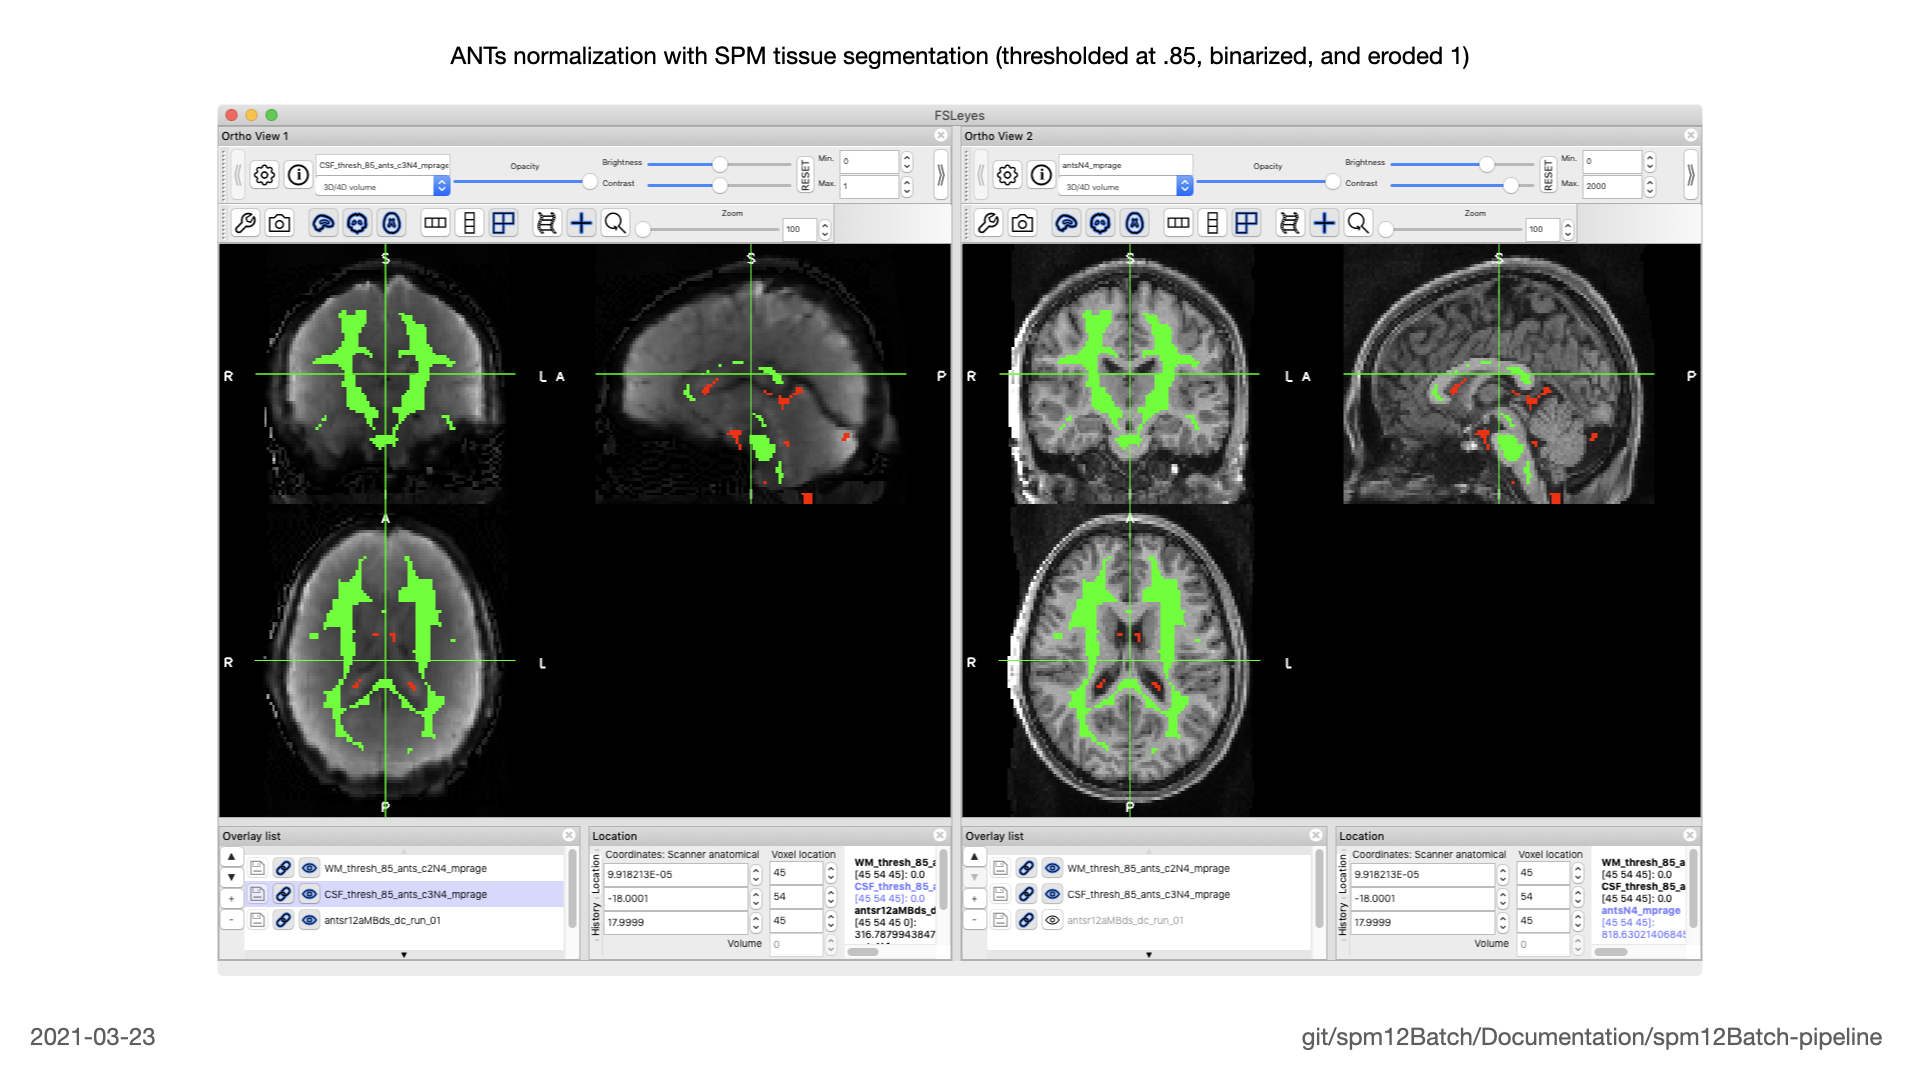 ANTs normalization with SPM tissue segmentation (thresholded at .85, binarized, and eroded 1)
FSLeyes
Ortho View 1
CSF_thresh_85_ants_c3N4_mprage
3D/4D volume
Opacity
Brightness
Contrast
RESET
Min. 0
Max. 1
Zoom
100
S
R
L
A
P
I
A
R
L
P
Overlay list
WM_thresh_85_ants_c2N4_mprage
CSF_thresh_85_ants_c3N4_mprage
antsr12aMBds_dc_run_01
Location
History Location
Coordinates: Scanner anatomical
9.918213E-05
-18.0001
17.9999
Voxel location
45
54
45
Volume 0
WM_thresh_85_a
[45 54 45]: 0.0
CSF_thresh_85_a
[45 54 45]: 0.0
antsr12aMBds_d
[45 54 45 0]:
316.7879943847
Ortho View 2
antsN4_mprage
3D/4D volume
Opacity
Brightness
Contrast
RESET
Min. 0
Max. 2000
Zoom
100
S
R
L
S
A
P
A
R
L
P
Overlay list
WM_thresh_85_ants_c2N4_mprage
CSF_thresh_85_ants_c3N4_mprage
antsr12aMBds_dc_run_01
Location
History Location
Coordinates: Scanner anatomical
9.918213E-05
-18.0001
17.9999
Voxel location
45
54
45
Volume 0
WM_thresh_85_a
[45 54 45]: 0.0
CSF_thresh_85_a
[45 54 45]: 0.0
antsN4_mprage
[45 54 45]:
818.6302140684
2021-03-23
git/spm12Batch/Documentation/spm12Batch-pipeline